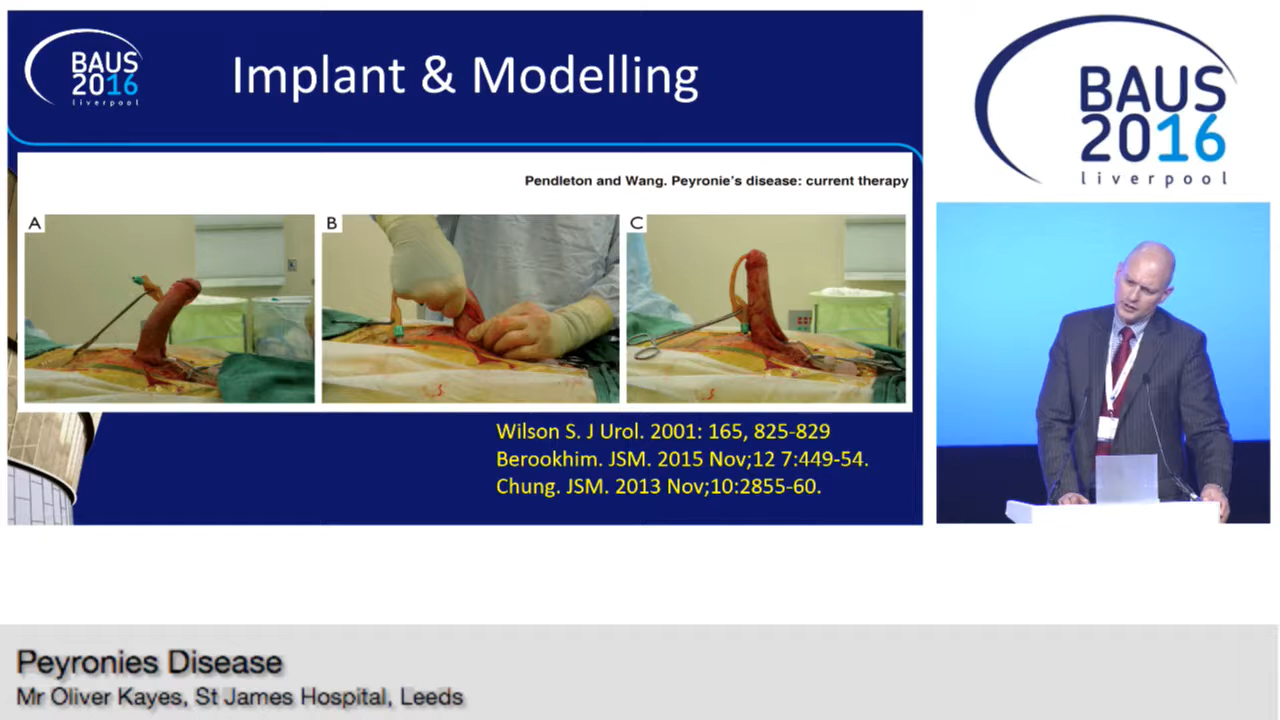 BAUS
2016
liverpool
Implant & Modelling
Pendleton and Wang. Peyronie's disease: current therapy
A
B
C
Wilson S. J Urol. 2001: 165, 825-829
Berookhim. JSM. 2015 Nov;12 7:449-54.
Chung. JSM. 2013 Nov;10:2855-60.
BAUS
2016
liverpool
Peyronies Disease
Mr Oliver Kayes, St James Hospital, Leeds